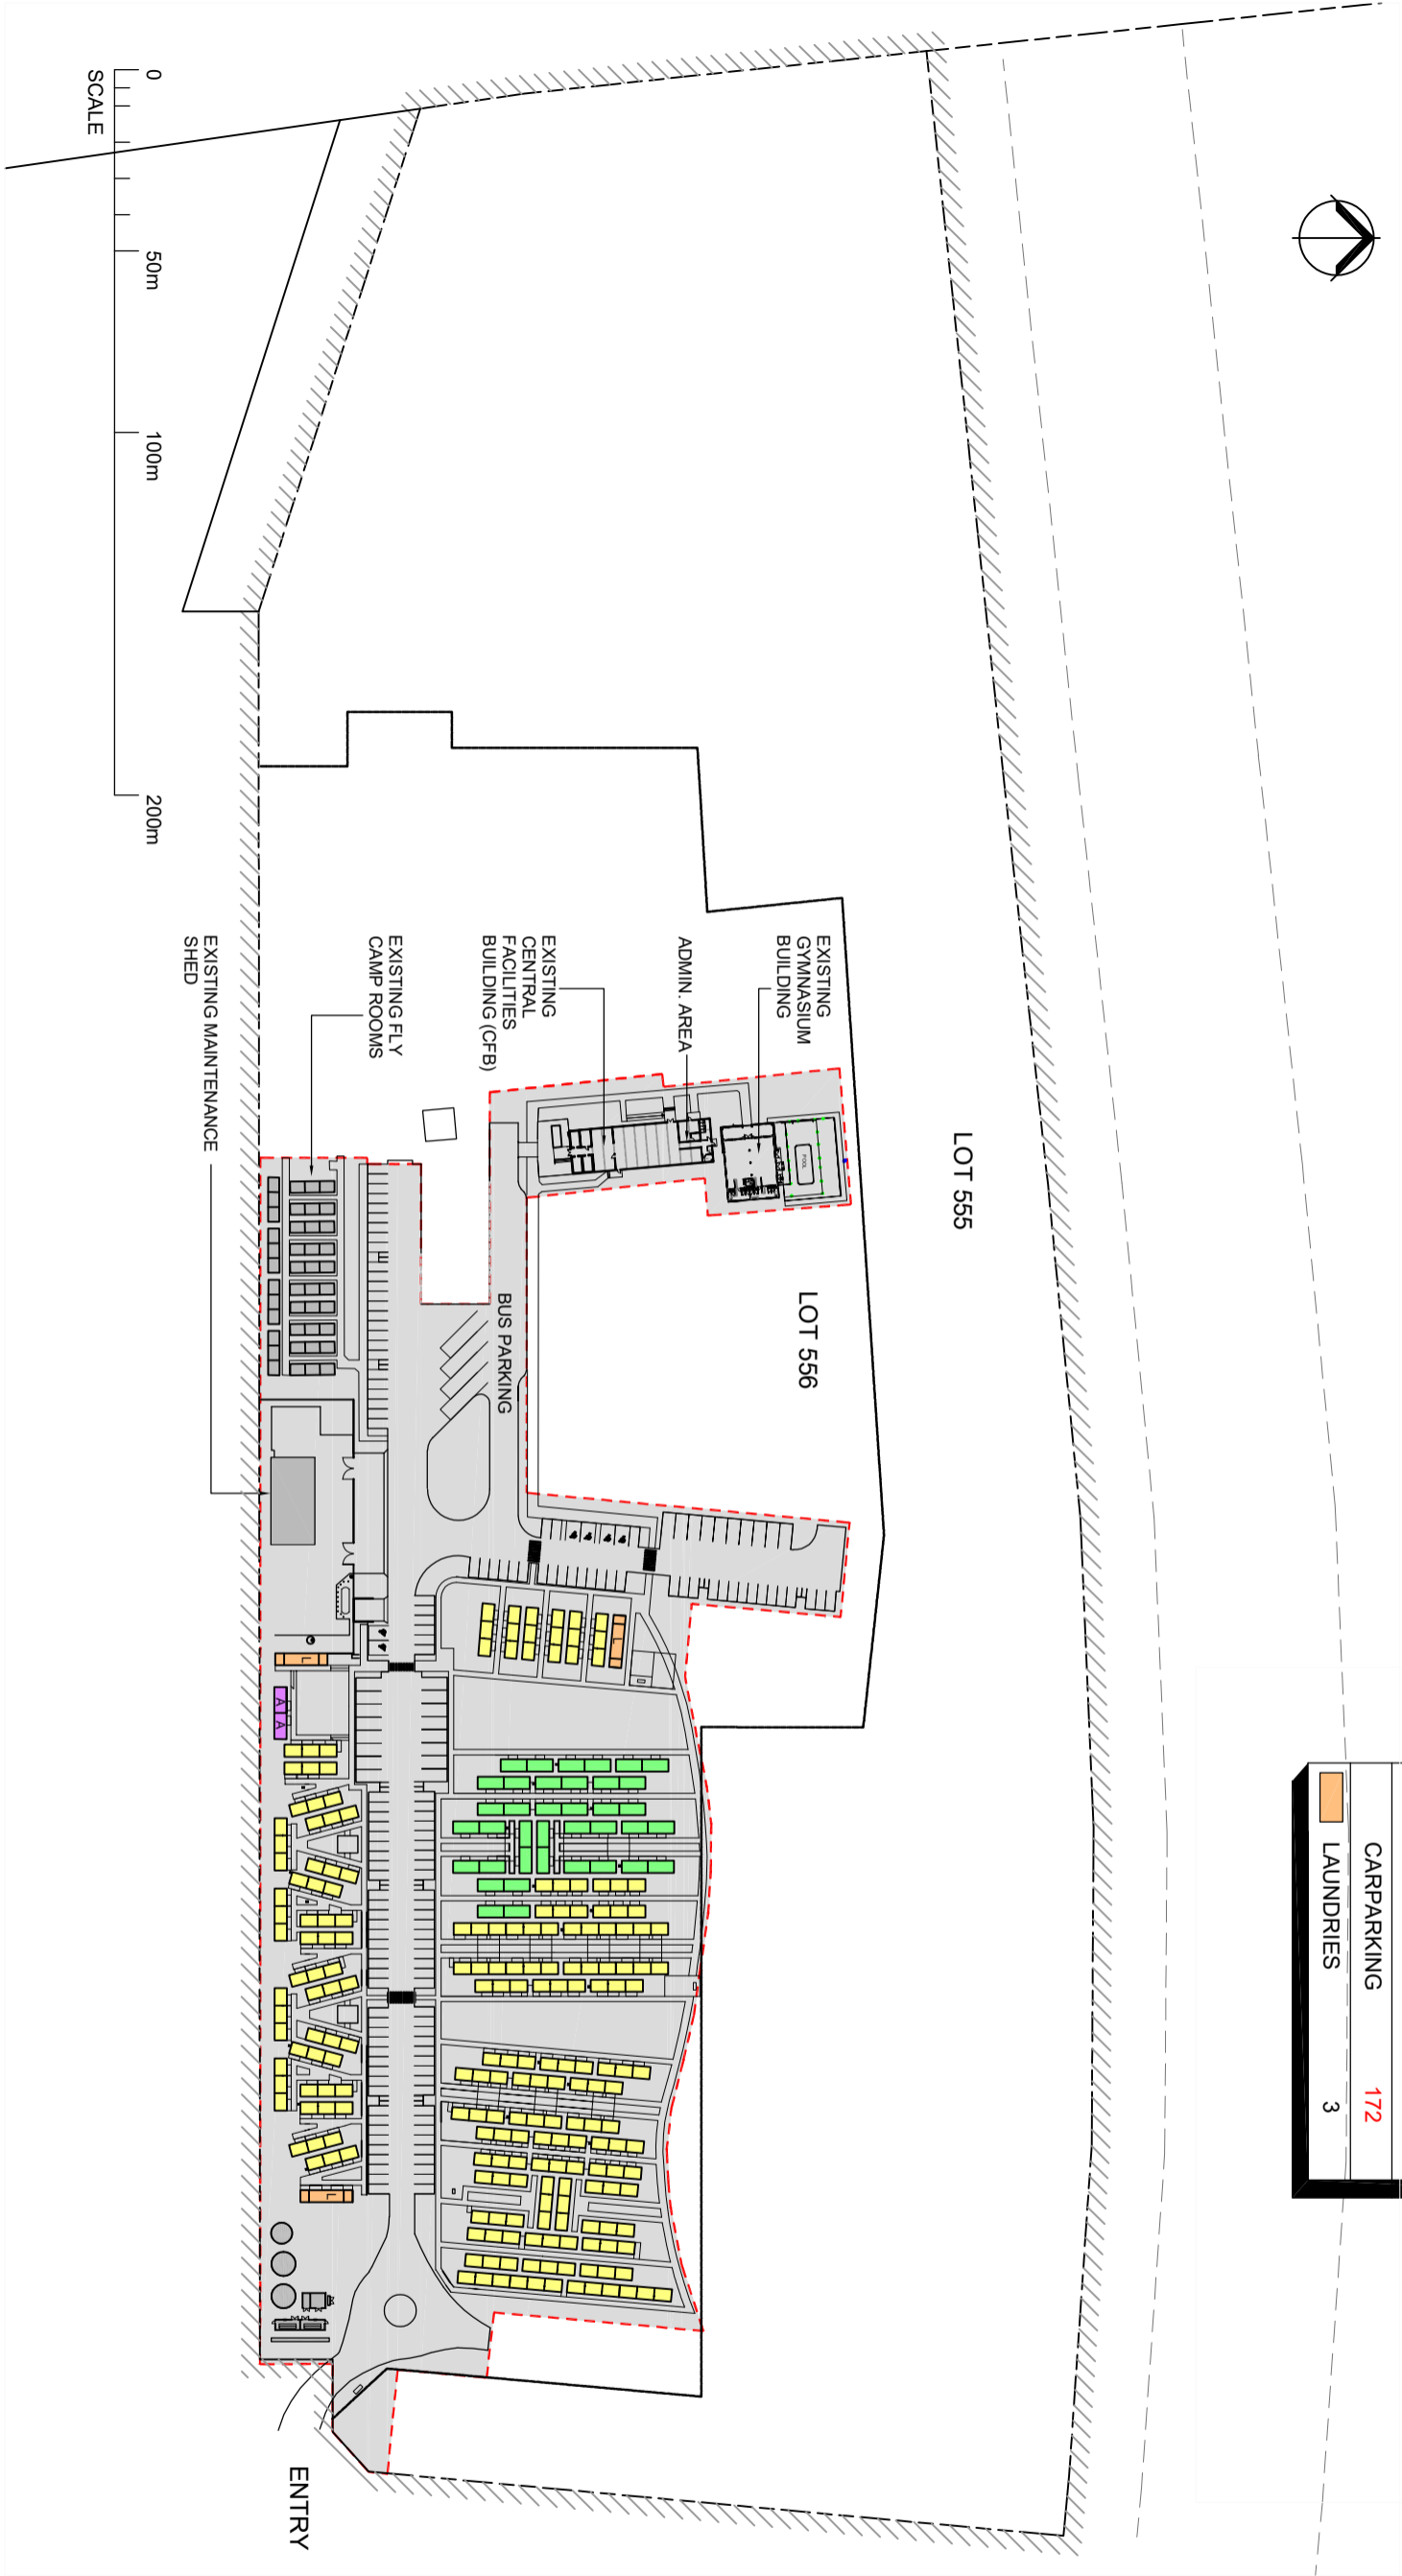 CARPARKING 172
LAUNDRIES 3
LOT 555
LOT 556
EXISTING
GYMNASIUM
BUILDING
POOL
ADMIN. AREA
EXISTING
CENTRAL
FACILITIES
BUILDING (CFB)
BUS PARKING
EXISTING FLY
CAMP ROOMS
EXISTING MAINTENANCE
SHED
L
L
A A
L
ENTRY
0 50m 100m 200m
SCALE